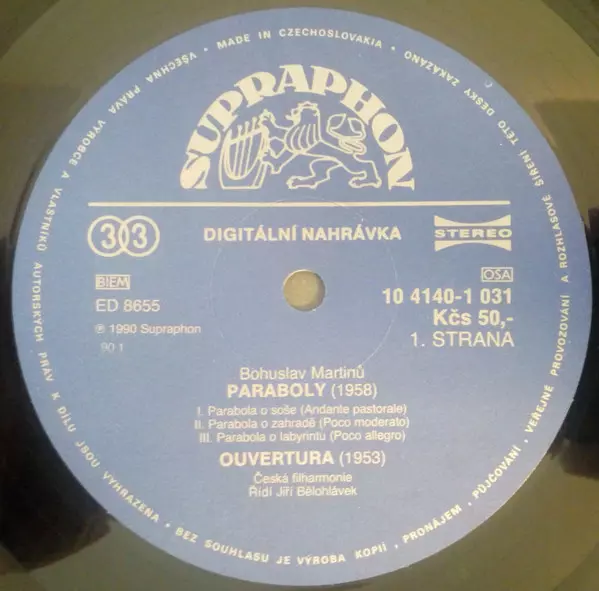 VŠECHNA PRÁVA VÝROBCE A VLASTNÍKŮ AUTORSKÝCH PRÁV K DÍLU JSOU VYHRAŽENA • BEZ SOUHLASU JE VÝROBA KOPIÍ, PRONÁJEM, PŮJČOVÁNÍ, VEŘEJNÉ PROVOZOVÁNÍ A ROZHLASOVÉ ŠÍŘENÍ TÉTO DESKY ZAKÁZÁNO • MADE IN CZECHOSLOVAKIA •
SUPRAPHON
33
DIGITÁLNÍ NAHRÁVKA
STEREO
BIEM
OSA
ED 8655
10 4140-1 031
℗ 1990 Supraphon
Kčs 50,-
90 1
1. STRANA
Bohuslav Martinů
PARABOLY (1958)
I. Parabola o soše (Andante pastorale)
II. Parabola o zahradě (Poco moderato)
III. Parabola o labyrintu (Poco allegro)
OUVERTURA (1953)
Česká filharmonie
Řídí Jiří Bělohlávek